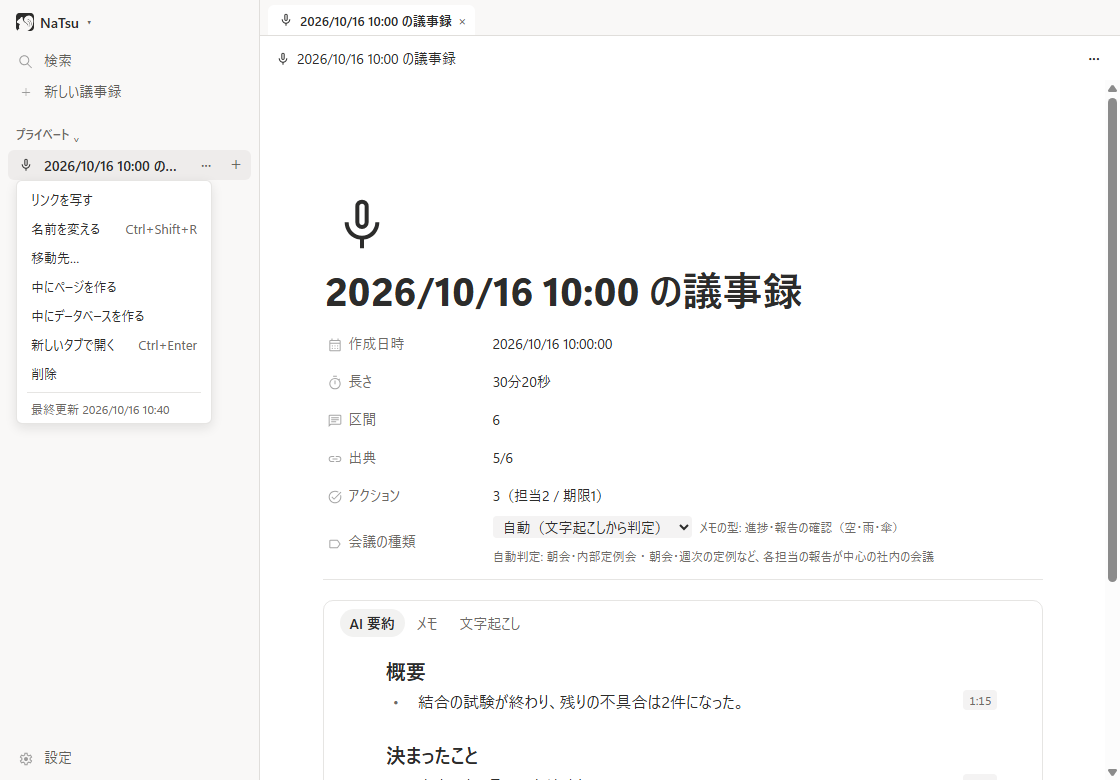 NaTsu
検索
新しい議事録
プライベート
2026/10/16 10:00 の...
リンクを写す
名前を変える Ctrl+Shift+R
移動先...
中にページを作る
中にデータベースを作る
新しいタブで開く Ctrl+Enter
削除
最終更新 2026/10/16 10:40
設定
2026/10/16 10:00 の議事録 ×
2026/10/16 10:00 の議事録
2026/10/16 10:00 の議事録
作成日時 2026/10/16 10:00:00
長さ 30分20秒
区間 6
出典 5/6
アクション 3（担当2 / 期限1）
会議の種類 自動（文字起こしから判定） メモの型: 進捗・報告の確認（空・雨・傘）
自動判定: 朝会・内部定例会 ・ 朝会・週次の定例など、各担当の報告が中心の社内の会議
AI 要約 メモ 文字起こし
概要
• 結合の試験が終わり、残りの不具合は2件になった。 1:15
決まったこと